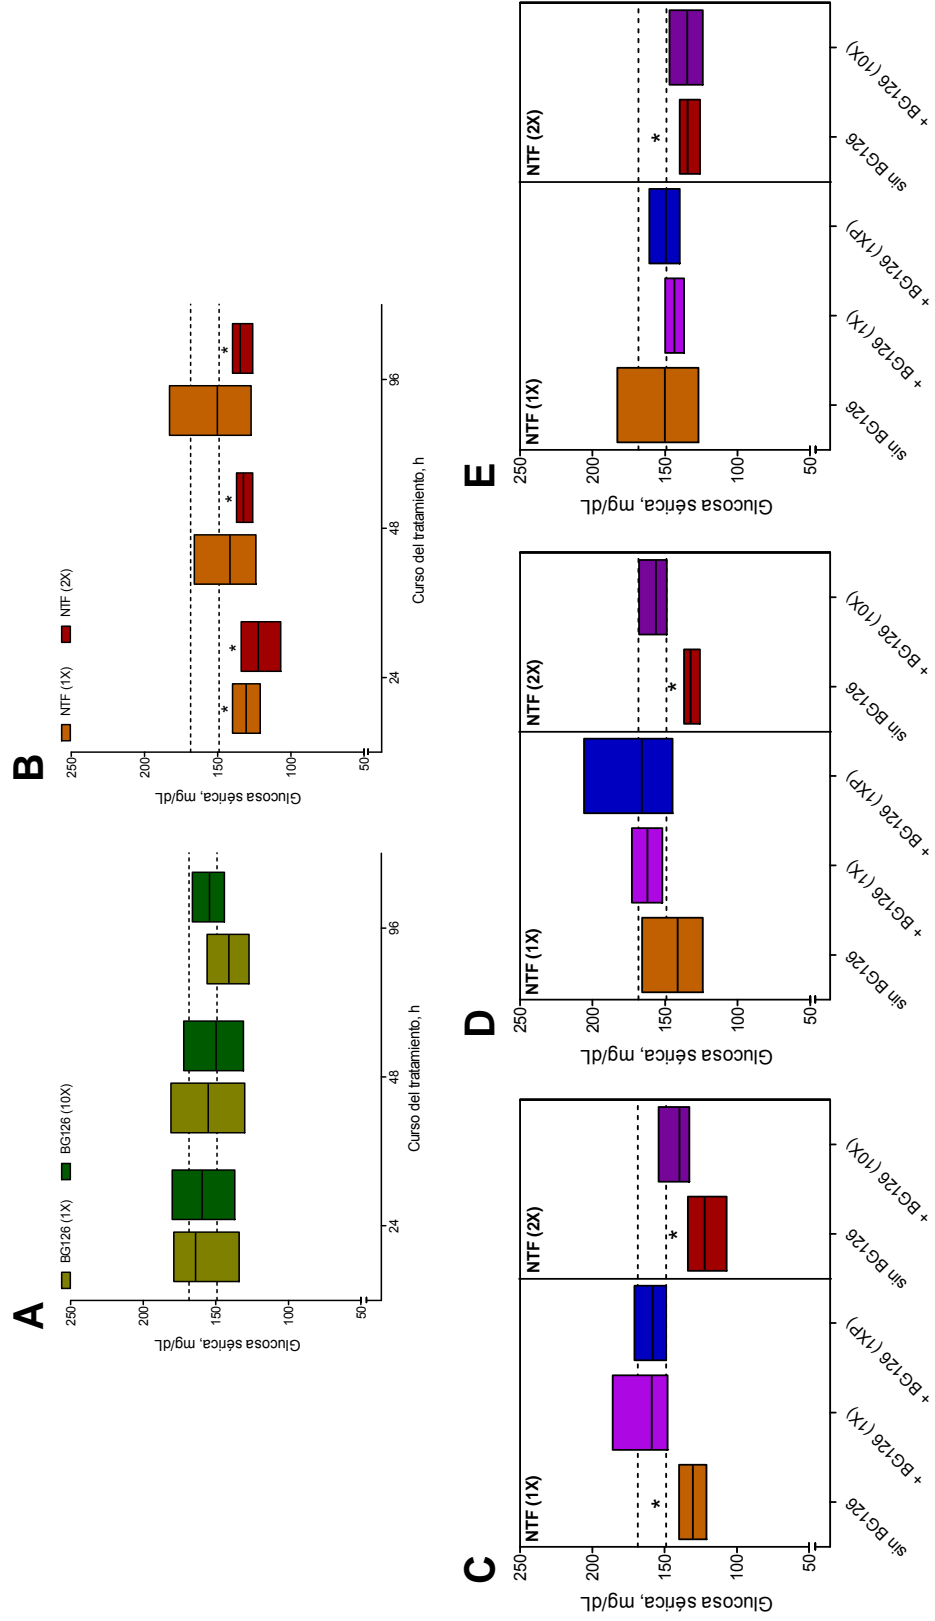 A
BG126 (1X)
BG126 (10X)
Glucosa sérica, mg/dL
250
200
150
100
50
24
48
96
Curso del tratamiento, h
B
NTF (1X)
NTF (2X)
Glucosa sérica, mg/dL
250
200
150
100
50
*
*
*
*
24
48
96
Curso del tratamiento, h
C
Glucosa sérica, mg/dL
250
200
150
100
50
NTF (1X)
NTF (2X)
*
*
sin BG126
+ BG126 (1X)
+ BG126 (1XP)
sin BG126
+ BG126 (10X)
D
Glucosa sérica, mg/dL
250
200
150
100
50
NTF (1X)
NTF (2X)
*
sin BG126
+ BG126 (1X)
+ BG126 (1XP)
sin BG126
+ BG126 (10X)
E
Glucosa sérica, mg/dL
250
200
150
100
50
NTF (1X)
NTF (2X)
*
sin BG126
+ BG126 (1X)
+ BG126 (1XP)
sin BG126
+ BG126 (10X)